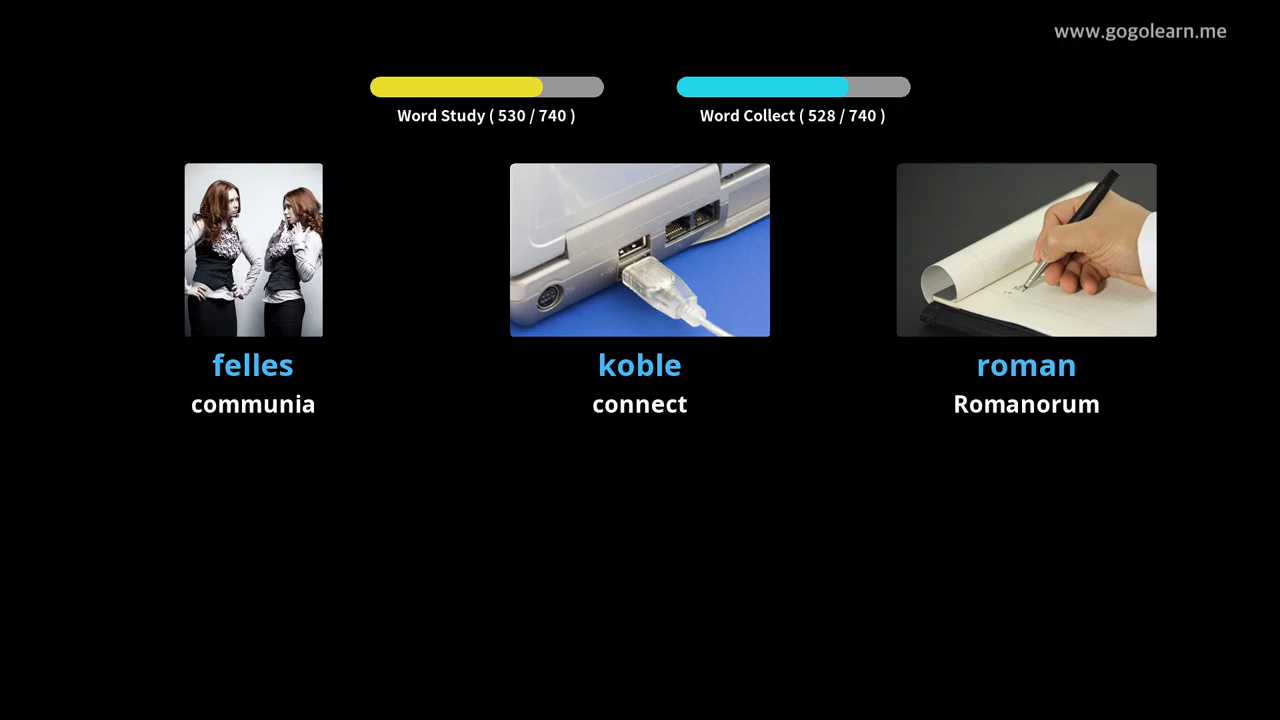 www.gogolearn.me
Word Study ( 530 / 740 )
Word Collect ( 528 / 740 )
felles
koble
roman
communia
connect
Romanorum